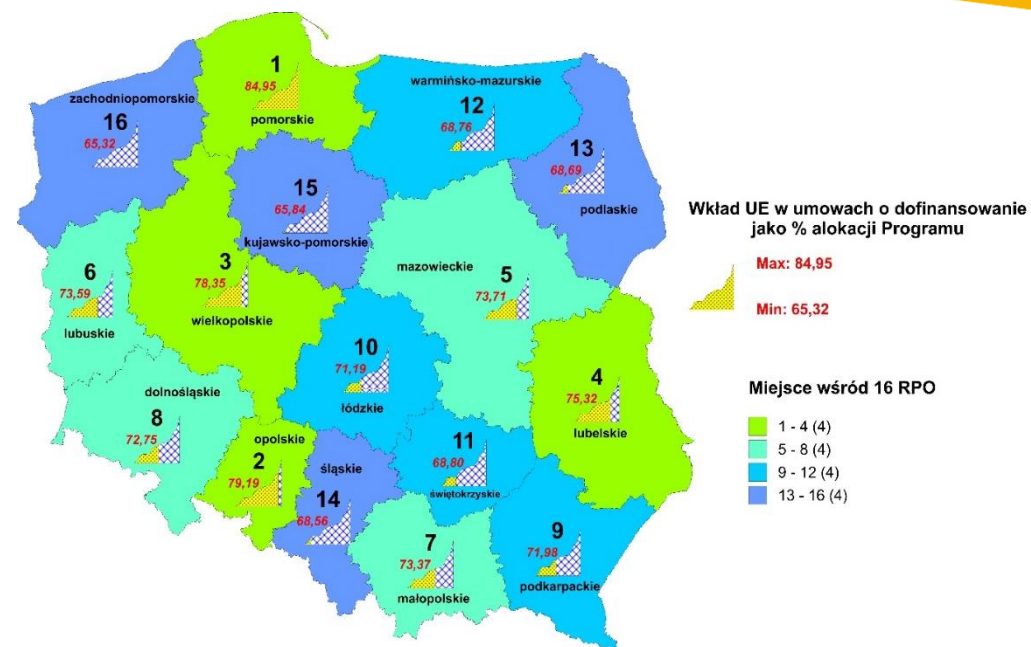 1
84,95
pomorskie
warmińsko-mazurskie
12
68,76
zachodniopomorskie
16
65,32
13
68,69
podlaskie
15
65,84
kujawsko-pomorskie
6
73,59
lubuskie
3
78,35
wielkopolskie
mazowieckie
5
73,71
10
71,19
łódzkie
4
75,32
lubelskie
dolnośląskie
8
72,75
opolskie
2
79,19
śląskie
14
68,56
11
68,80
świętokrzyskie
7
73,37
małopolskie
9
71,98
podkarpackie
Wkład UE w umowach o dofinansowanie
jako % alokacji Programu
Max: 84,95
Min: 65,32
Miejsce wśród 16 RPO
1 - 4 (4)
5 - 8 (4)
9 - 12 (4)
13 - 16 (4)